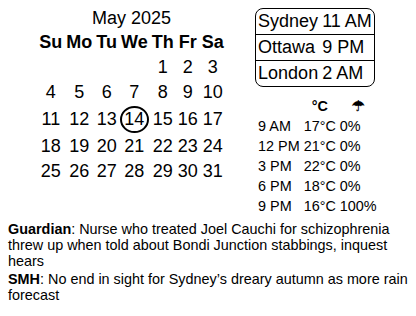 May 2025
Su Mo Tu We Th Fr Sa
1 2 3
4 5 6 7 8 9 10
11 12 13 14 15 16 17
18 19 20 21 22 23 24
25 26 27 28 29 30 31
Sydney 11 AM
Ottawa 9 PM
London 2 AM
°C ☂
9 AM 17°C 0%
12 PM 21°C 0%
3 PM 22°C 0%
6 PM 18°C 0%
9 PM 16°C 100%
Guardian: Nurse who treated Joel Cauchi for schizophrenia
threw up when told about Bondi Junction stabbings, inquest
hears
SMH: No end in sight for Sydney’s dreary autumn as more rain
forecast